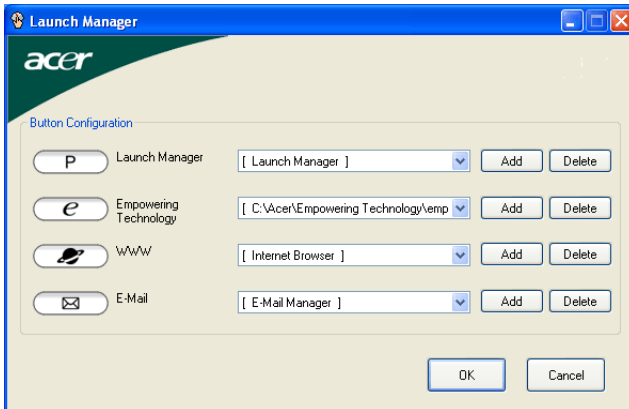 Launch Manager
acer
Button Configuration
P Launch Manager [ Launch Manager ] Add Delete
e Empowering Technology [ C:\Acer\Empowering Technology\emp Add Delete
WWW [ Internet Browser ] Add Delete
E-Mail [ E-Mail Manager ] Add Delete
OK Cancel